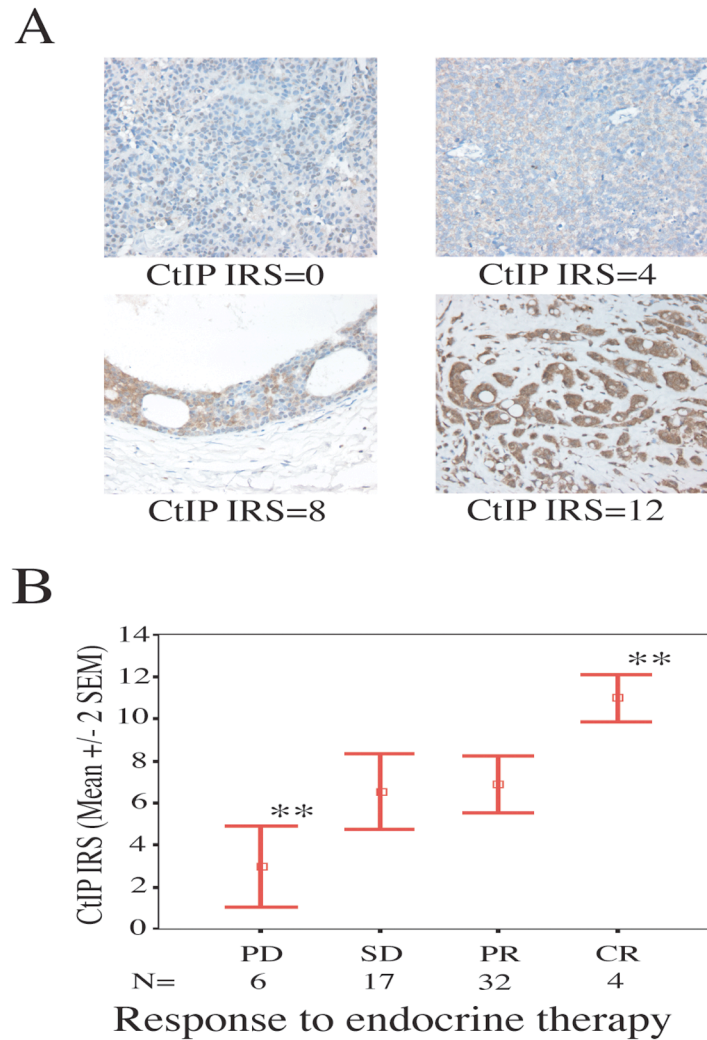 A
CtIP IRS=0
CtIP IRS=4
CtIP IRS=8
CtIP IRS=12
B
CtIP IRS (Mean +/- 2 SEM)
14
12
10
8
6
4
2
0
**
**
PD SD PR CR
N= 6 17 32 4
Response to endocrine therapy